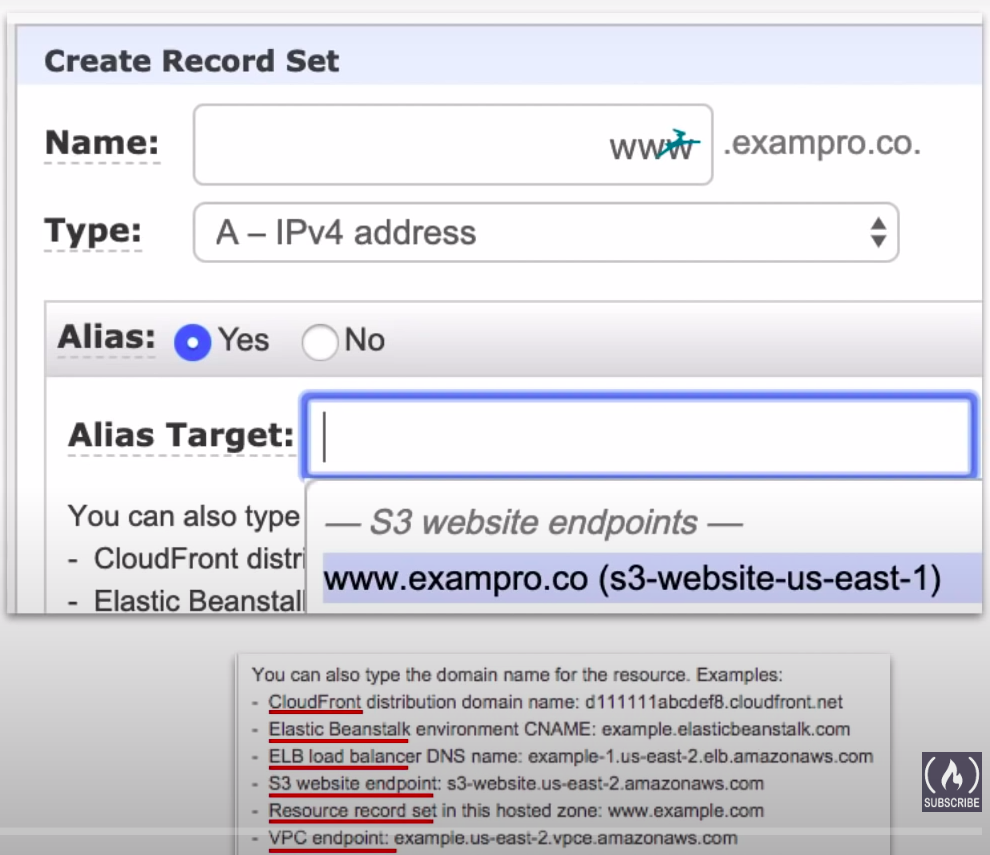 Create Record Set
Name: www .exampro.co.
Type: A – IPv4 address
Alias: Yes No
Alias Target:
You can also type
— S3 website endpoints —
- CloudFront distri
www.exampro.co (s3-website-us-east-1)
- Elastic Beanstal
You can also type the domain name for the resource. Examples:
- CloudFront distribution domain name: d111111abcdef8.cloudfront.net
- Elastic Beanstalk environment CNAME: example.elasticbeanstalk.com
- ELB load balancer DNS name: example-1.us-east-2.elb.amazonaws.com
- S3 website endpoint: s3-website.us-east-2.amazonaws.com
- Resource record set in this hosted zone: www.example.com
- VPC endpoint: example.us-east-2.vpce.amazonaws.com
SUBSCRIBE